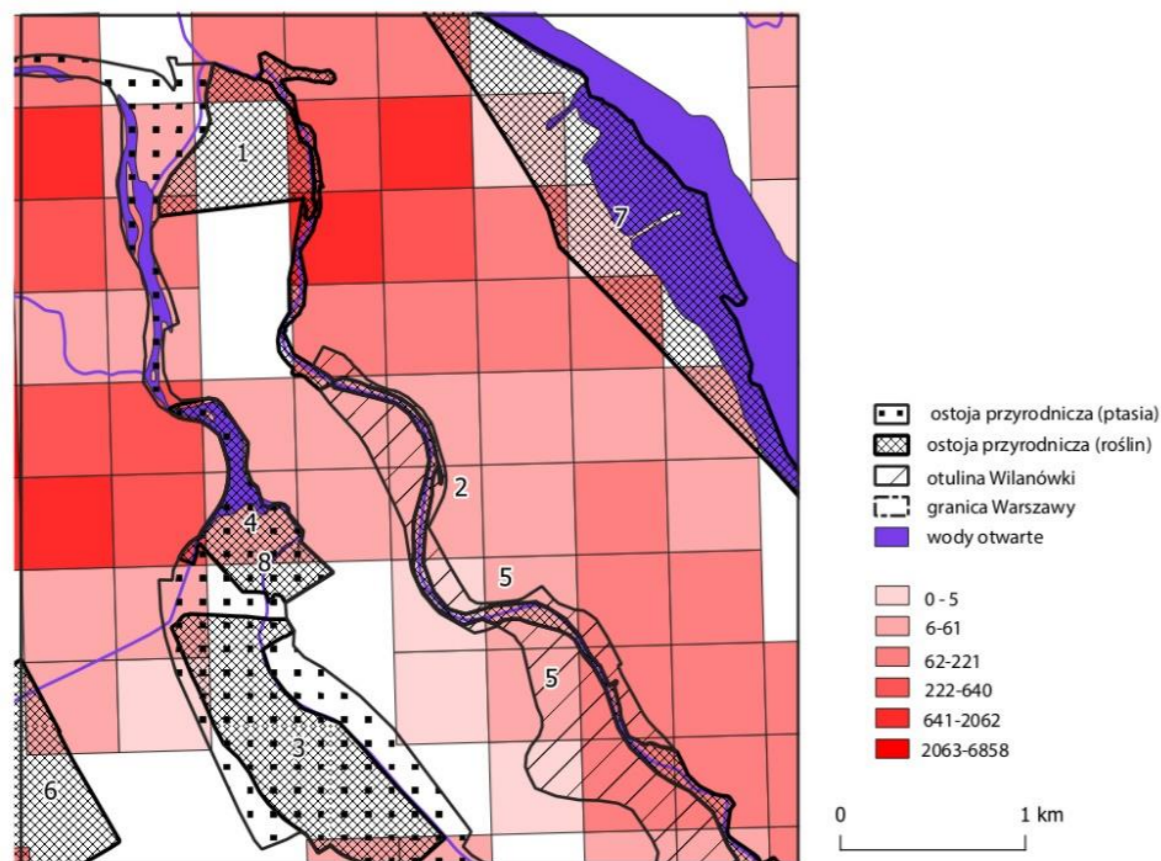 1
7
2
4
8
5
5
3
6
ostoja przyrodnicza (ptasia)
ostoja przyrodnicza (roślin)
otulina Wilanówki
granica Warszawy
wody otwarte
0 - 5
6-61
62-221
222-640
641-2062
2063-6858
0 1 km